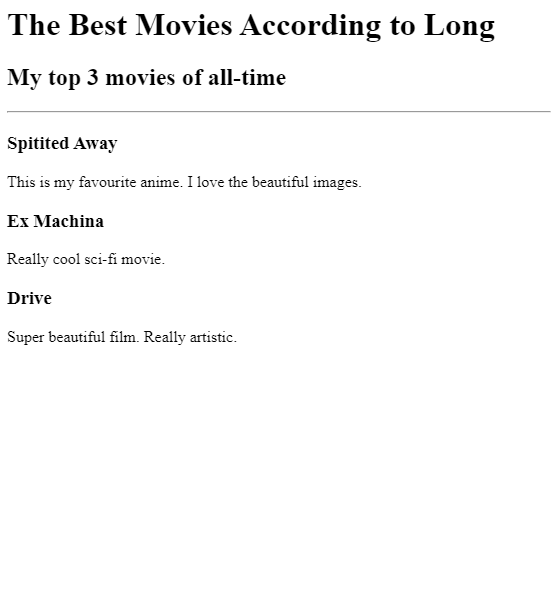 The Best Movies According to Long
My top 3 movies of all-time
Spitited Away
This is my favourite anime. I love the beautiful images.
Ex Machina
Really cool sci-fi movie.
Drive
Super beautiful film. Really artistic.